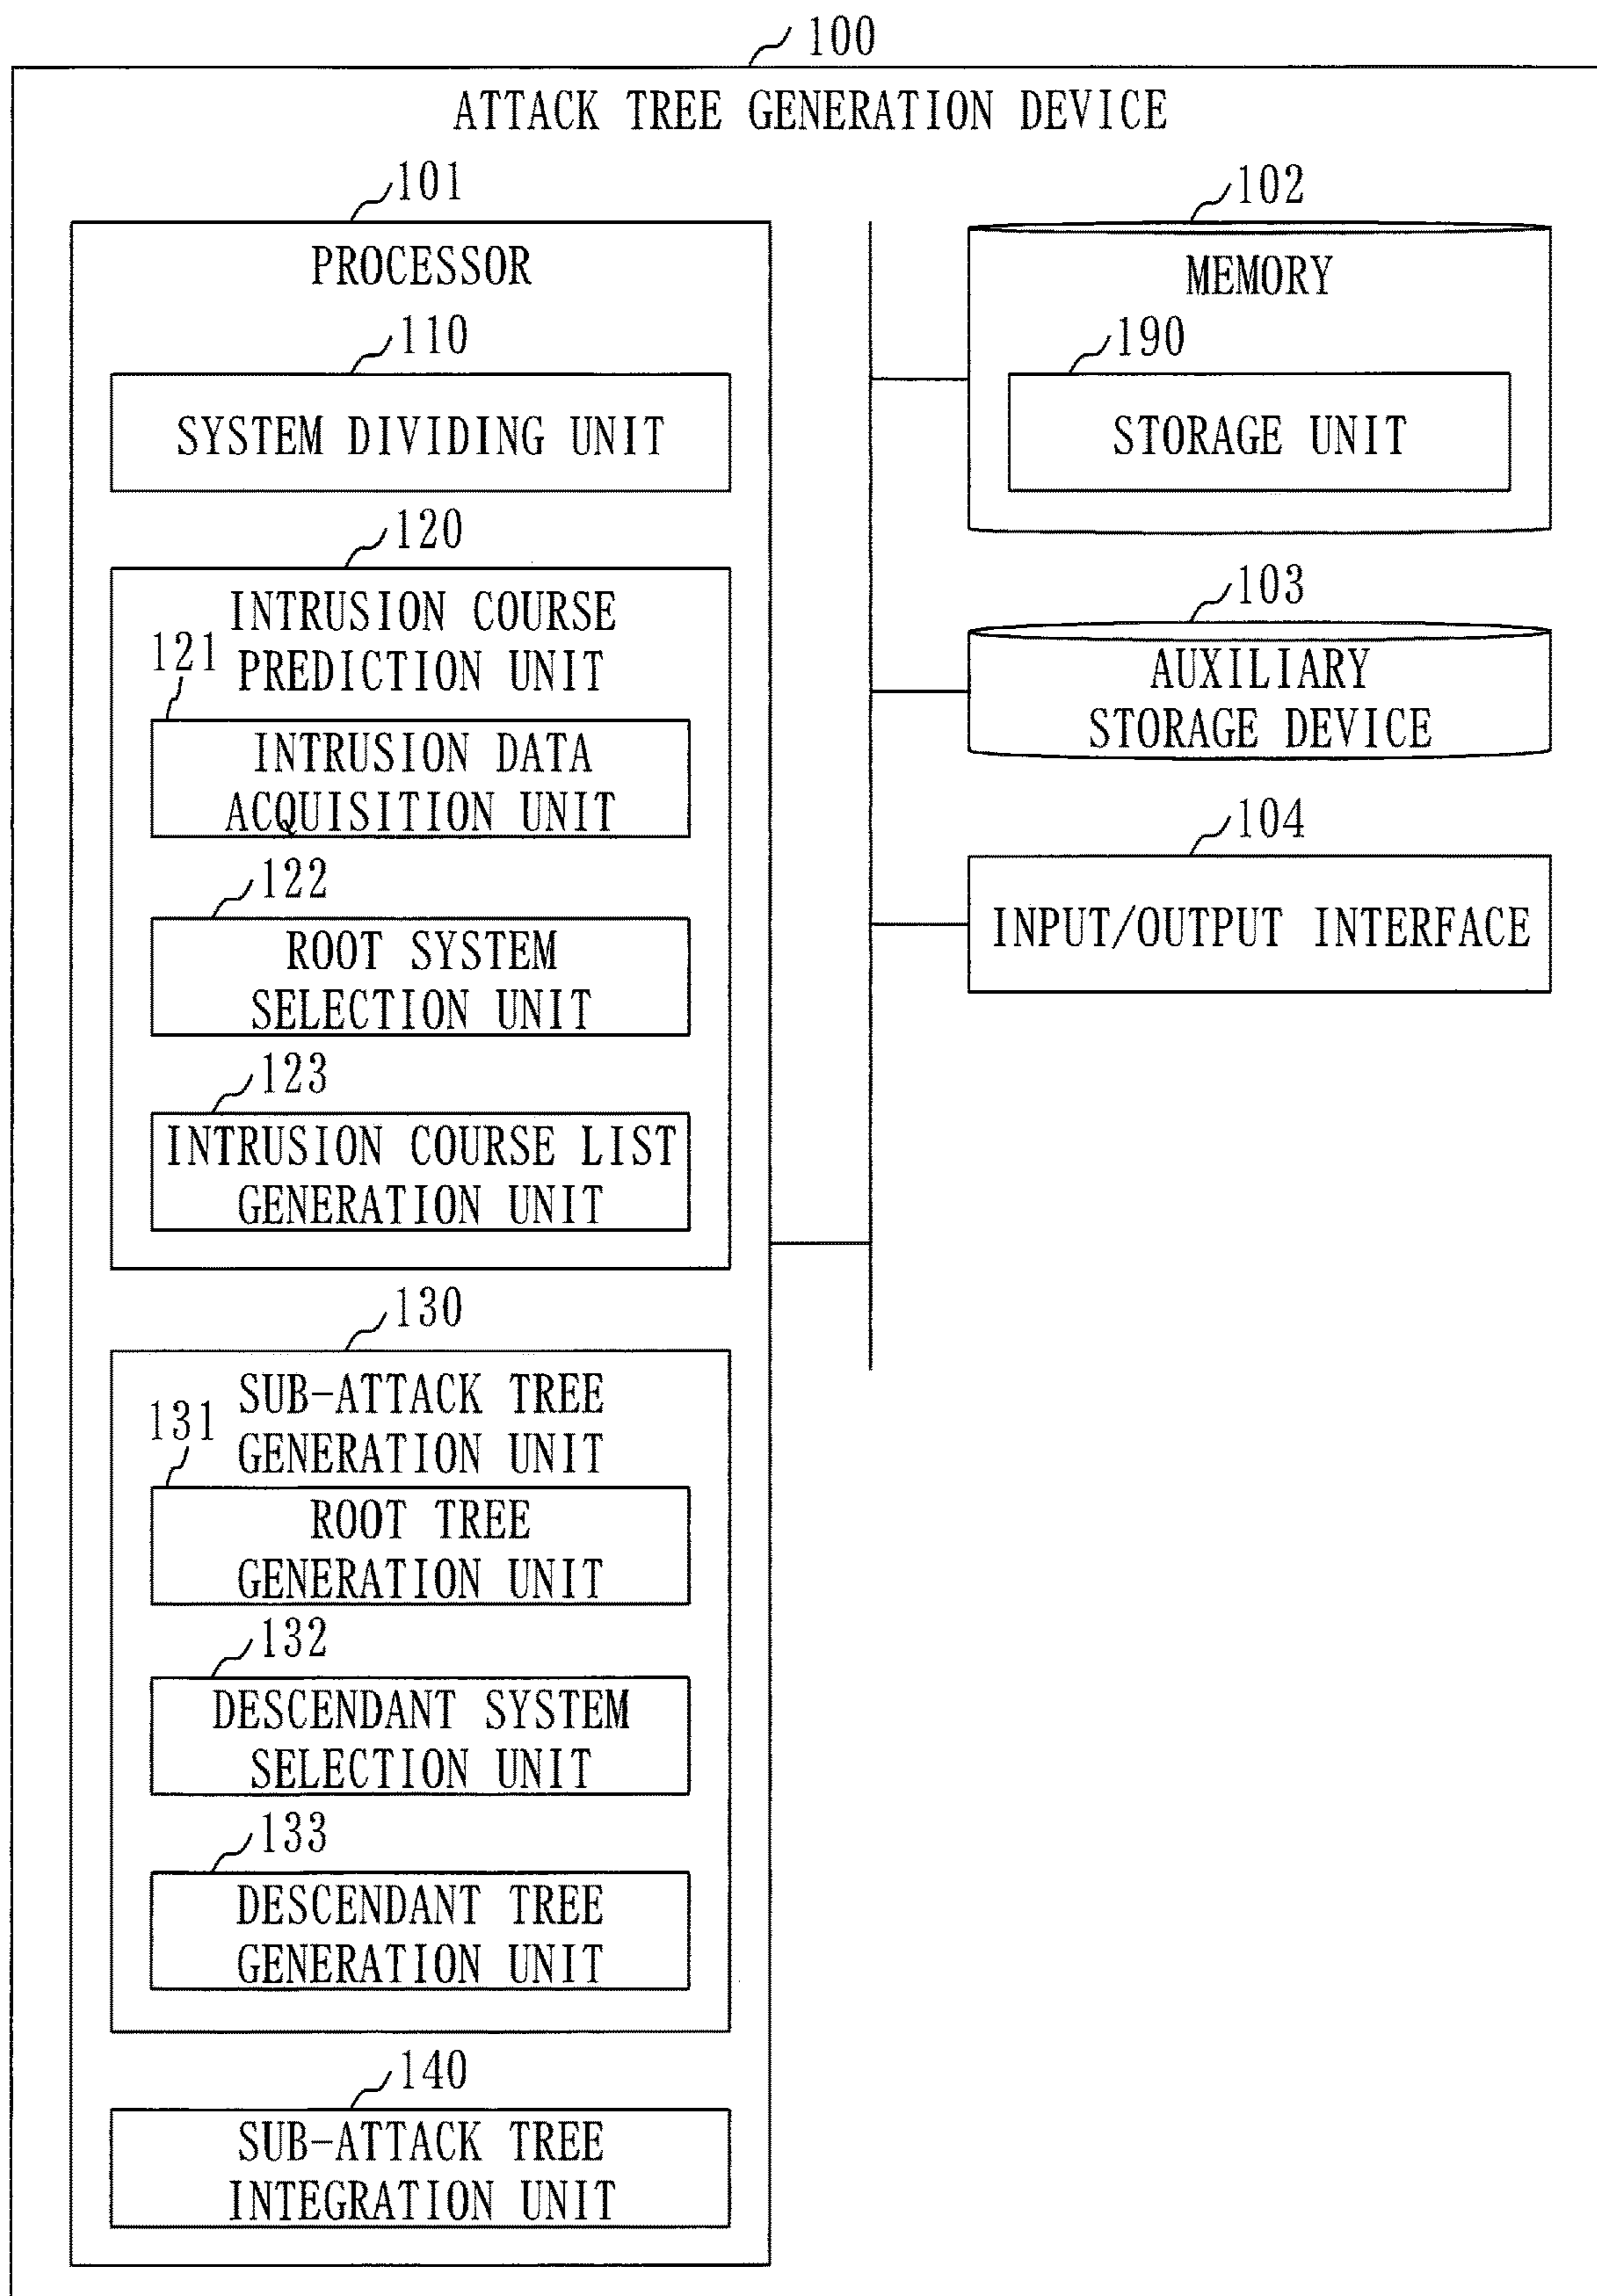 100
ATTACK TREE GENERATION DEVICE
101
PROCESSOR
110
SYSTEM DIVIDING UNIT
120
INTRUSION COURSE
PREDICTION UNIT
121
INTRUSION DATA
ACQUISITION UNIT
122
ROOT SYSTEM
SELECTION UNIT
123
INTRUSION COURSE LIST
GENERATION UNIT
130
SUB-ATTACK TREE
GENERATION UNIT
131
ROOT TREE
GENERATION UNIT
132
DESCENDANT SYSTEM
SELECTION UNIT
133
DESCENDANT TREE
GENERATION UNIT
140
SUB-ATTACK TREE
INTEGRATION UNIT
102
MEMORY
190
STORAGE UNIT
103
AUXILIARY
STORAGE DEVICE
104
INPUT/OUTPUT INTERFACE